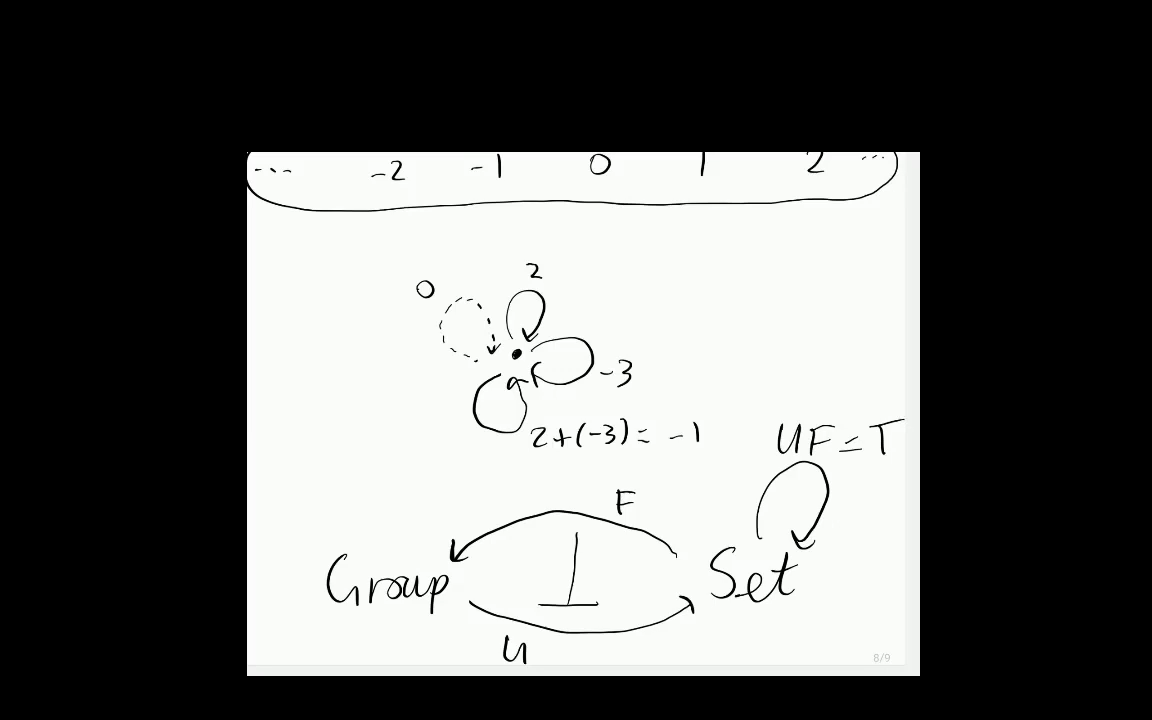 ... -2 -1 0 1 2 ...
2
0
-3
2+(-3) = -1
UF = T
F
Group ⊥ Set
U
8/9